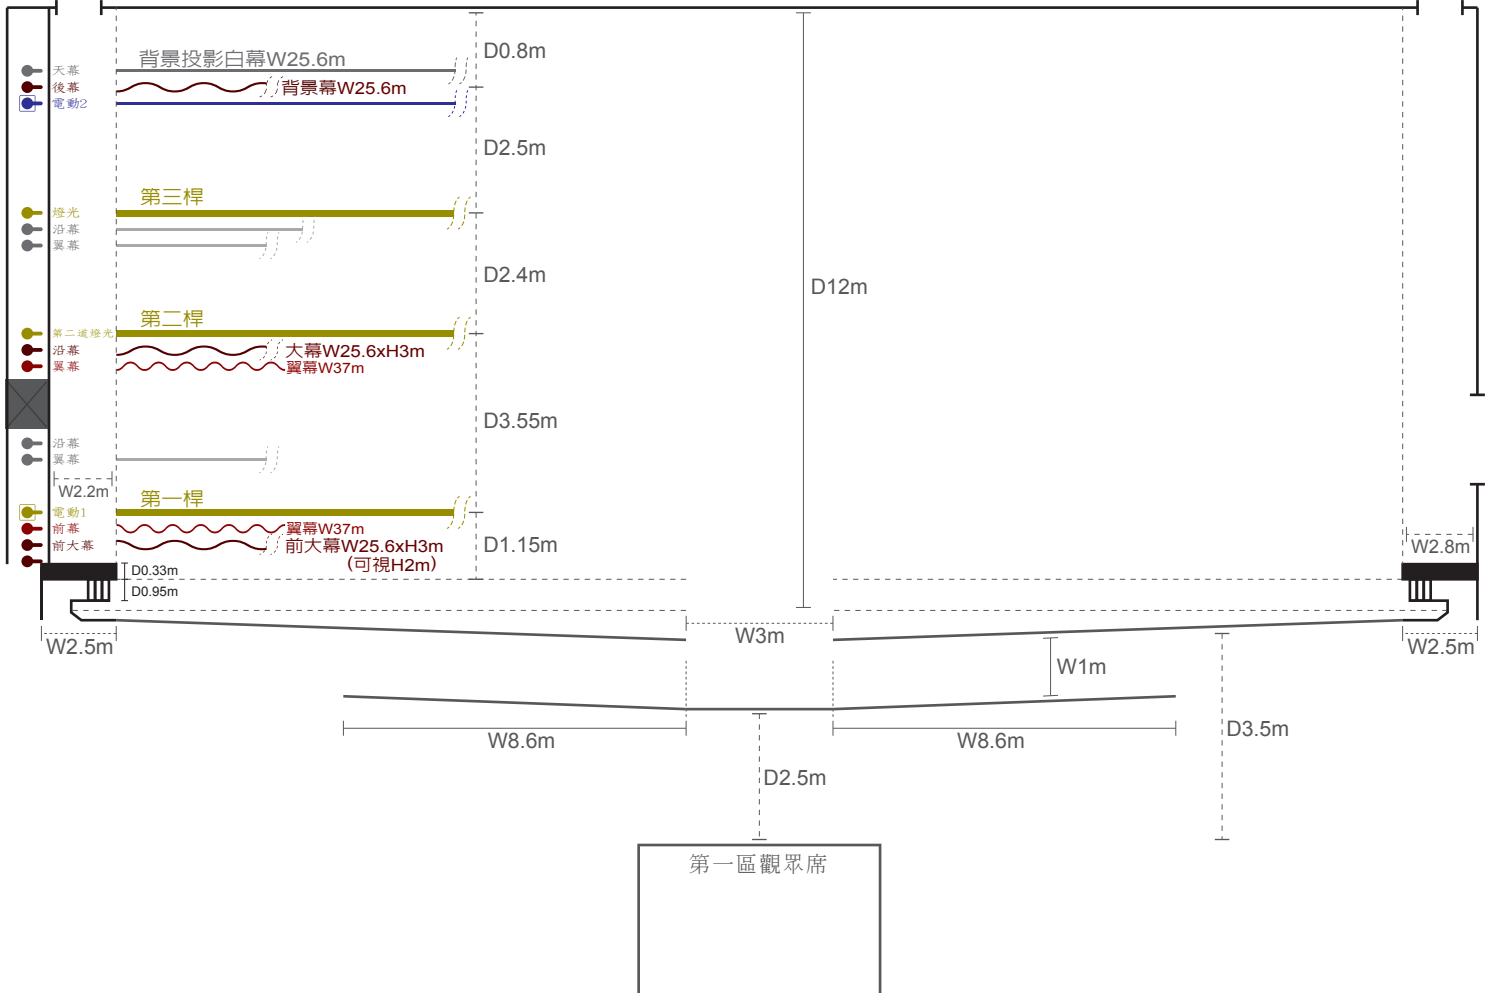 背景投影白幕W25.6m
D0.8m
天幕
後幕
背景幕W25.6m
電動2
D2.5m
第三桿
燈光
沿幕
翼幕
D2.4m
D12m
第二桿
第二道燈光
沿幕
大幕W25.6xH3m
翼幕
翼幕W37m
D3.55m
沿幕
翼幕
W2.2m
第一桿
電動1
前幕
翼幕W37m
前大幕
前大幕W25.6xH3m
(可視H2m)
D1.15m
W2.8m
D0.33m
D0.95m
W2.5m
W3m
W2.5m
W1m
W8.6m
W8.6m
D3.5m
D2.5m
第一區觀眾席